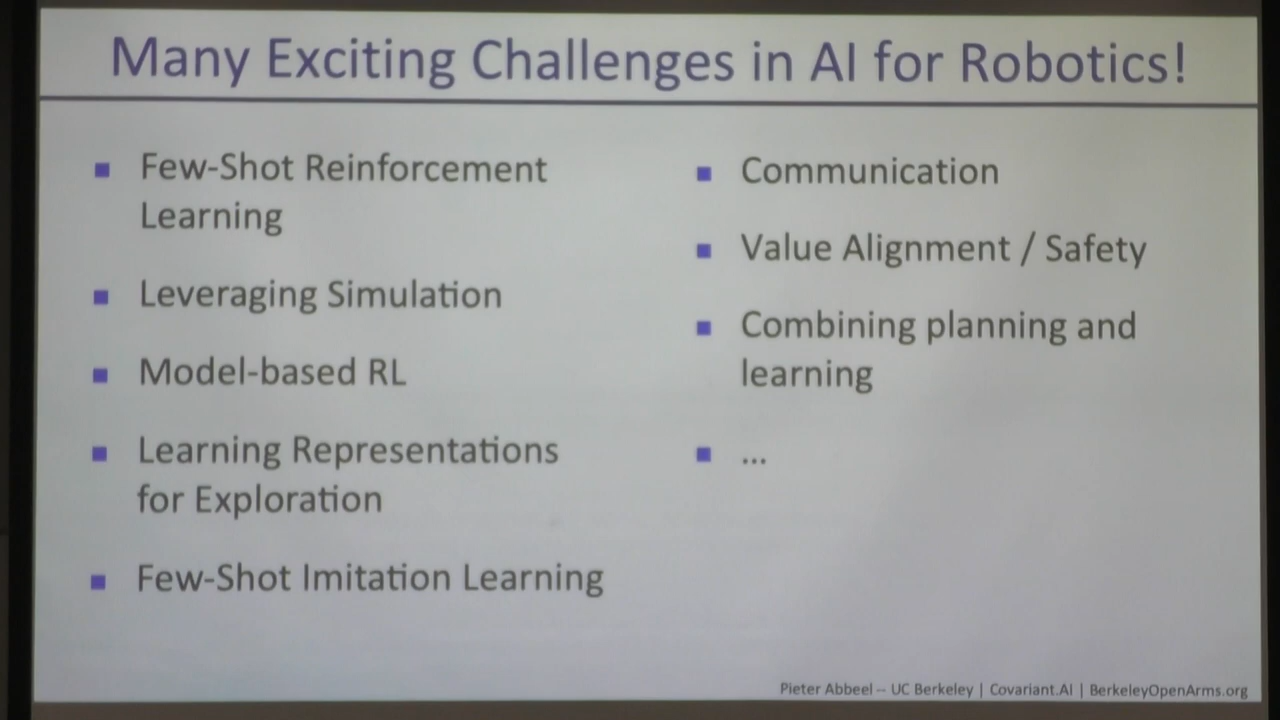 Many Exciting Challenges in AI for Robotics!
Few-Shot Reinforcement
Learning
Leveraging Simulation
Model-based RL
Learning Representations
for Exploration
Few-Shot Imitation Learning
Communication
Value Alignment / Safety
Combining planning and
learning
...
Pieter Abbeel -- UC Berkeley | Covariant.AI | BerkeleyOpenArms.org